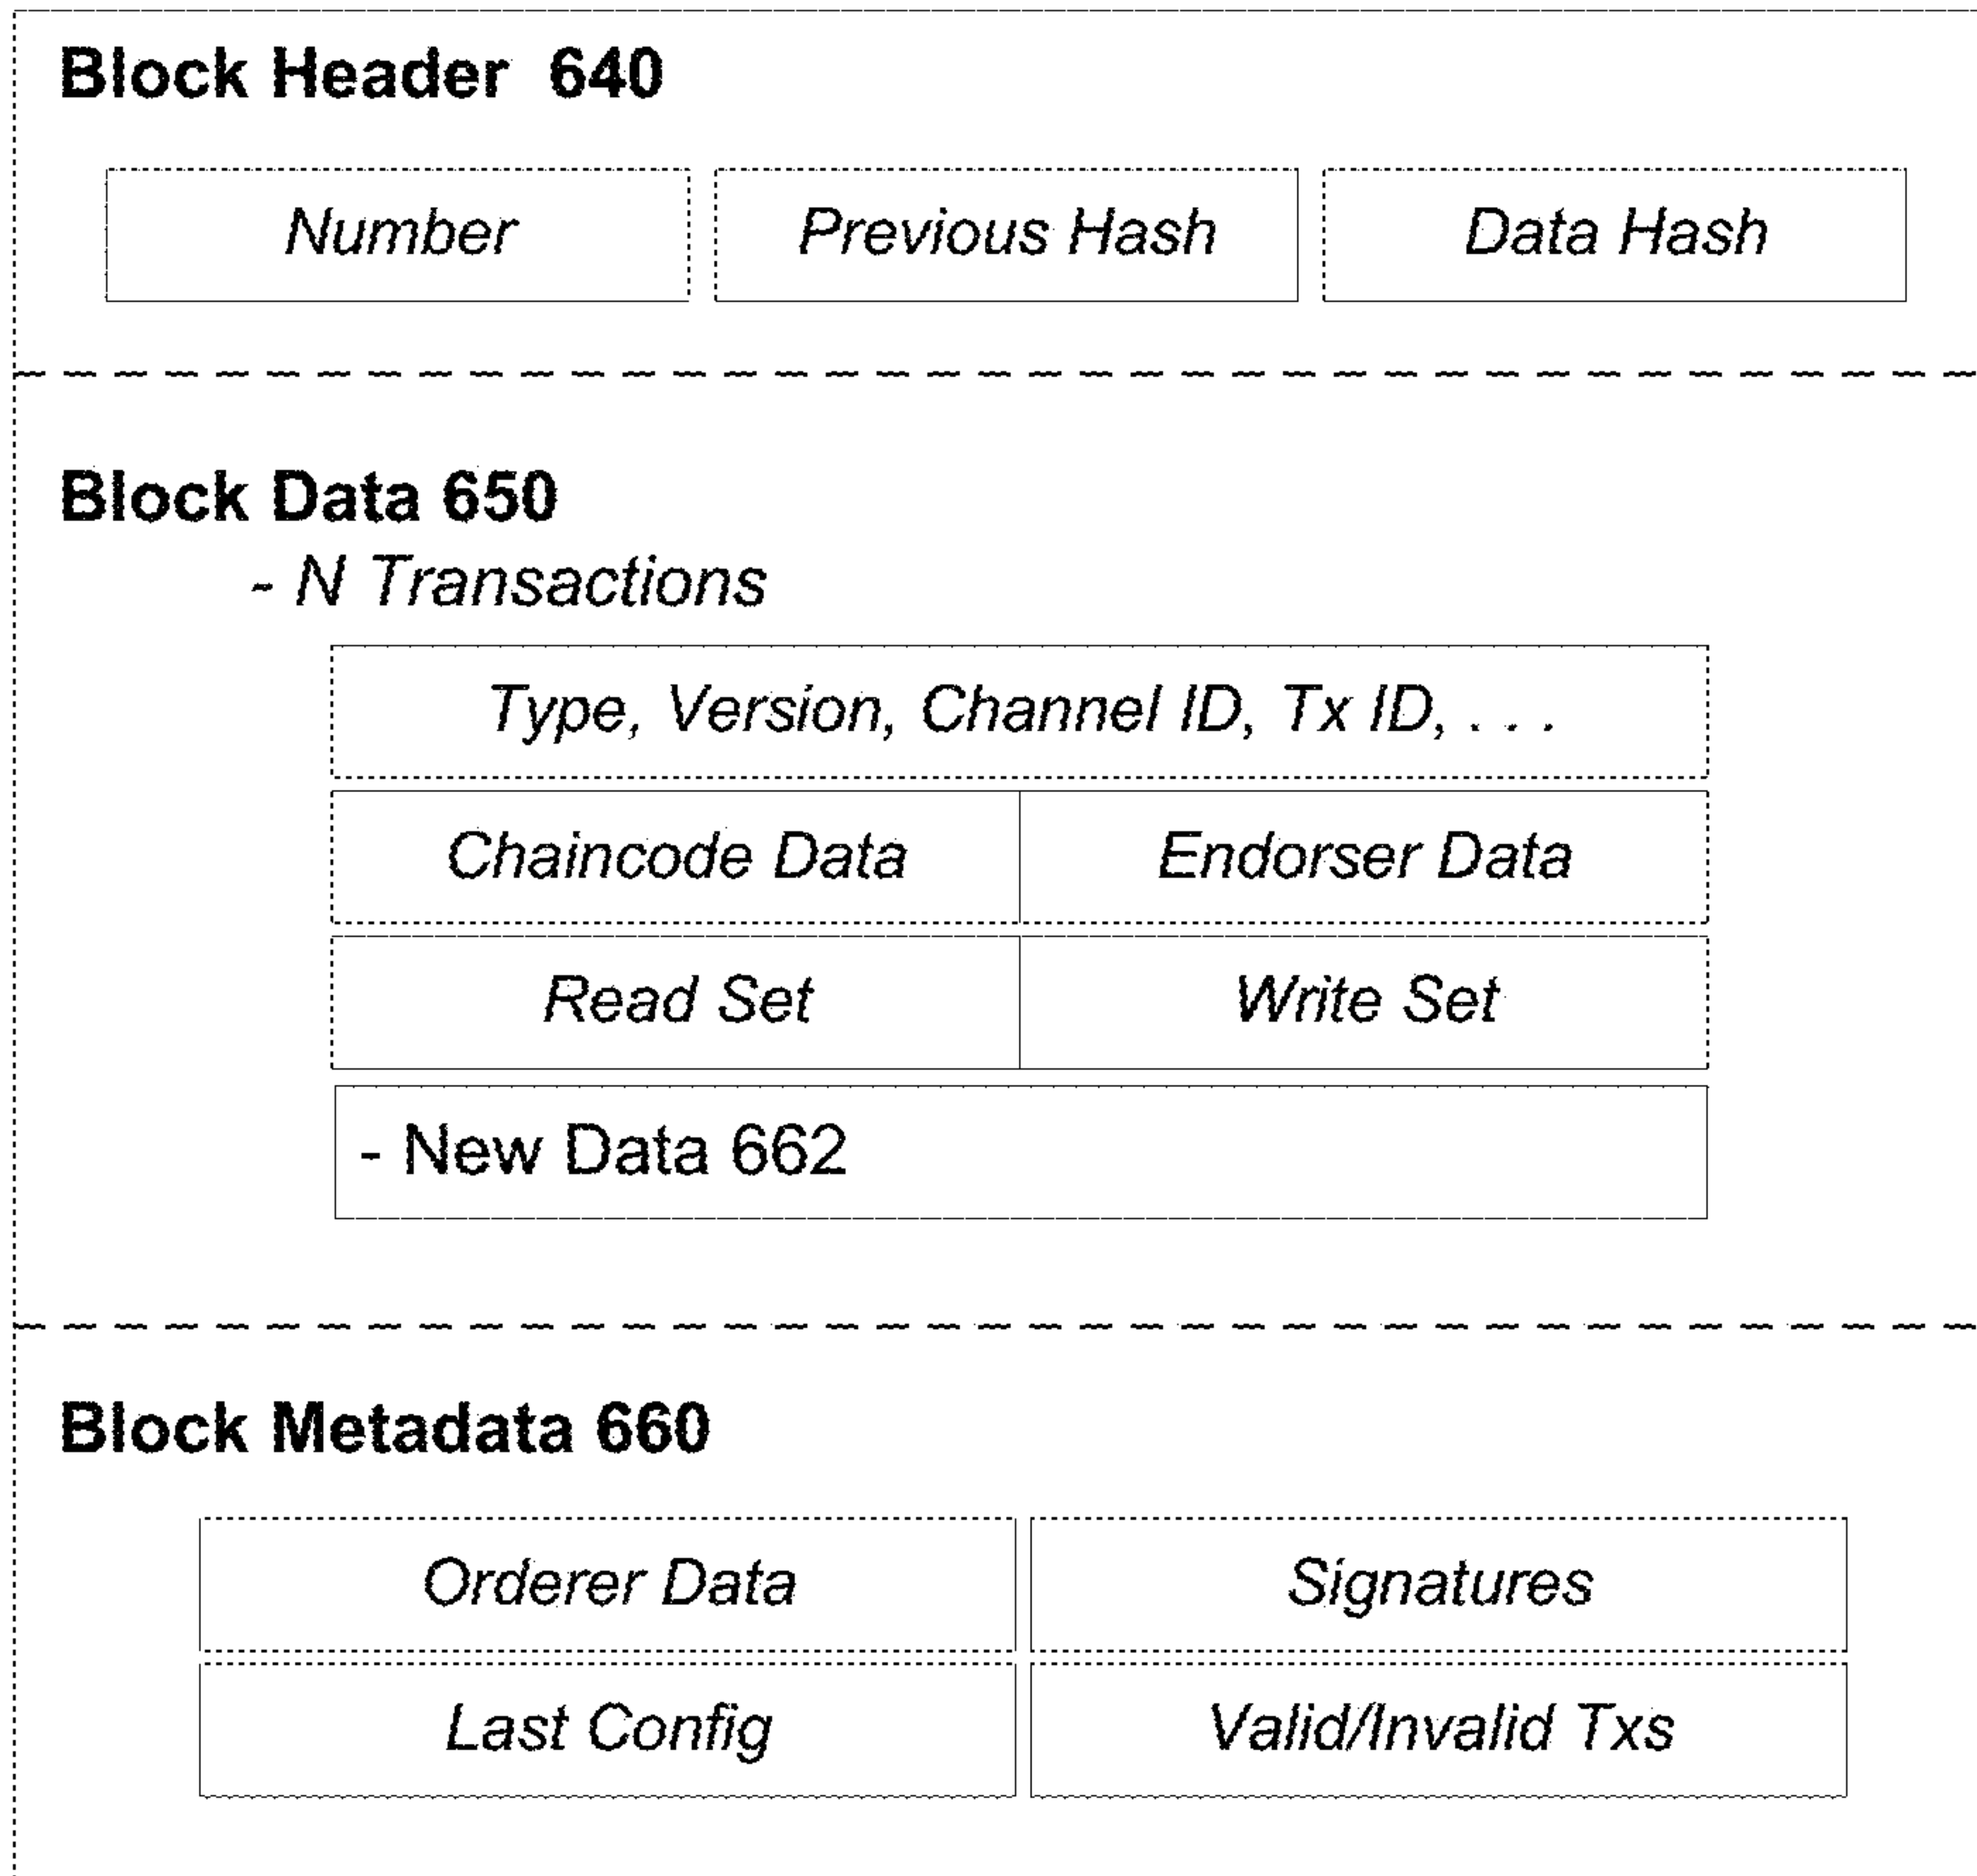 Block Header 640
Number Previous Hash Data Hash
Block Data 650
- N Transactions
Type, Version, Channel ID, Tx ID, . . .
Chaincode Data Endorser Data
Read Set Write Set
- New Data 662
Block Metadata 660
Orderer Data Signatures
Last Config Valid/Invalid Txs